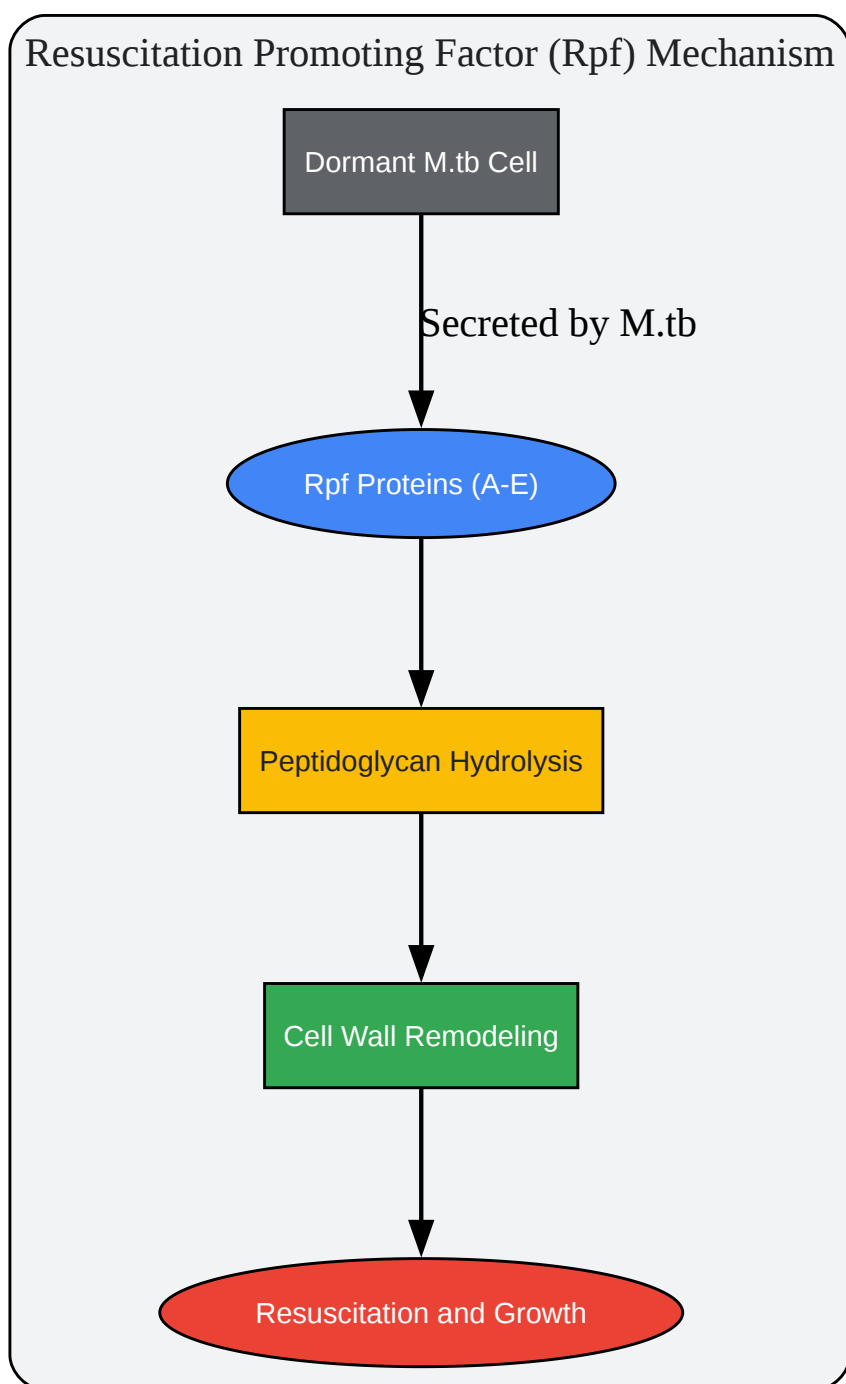 Resuscitation Promoting Factor (Rpf) Mechanism
Dormant M.tb Cell
Secreted by M.tb
Rpf Proteins (A-E)
Peptidoglycan Hydrolysis
Cell Wall Remodeling
Resuscitation and Growth